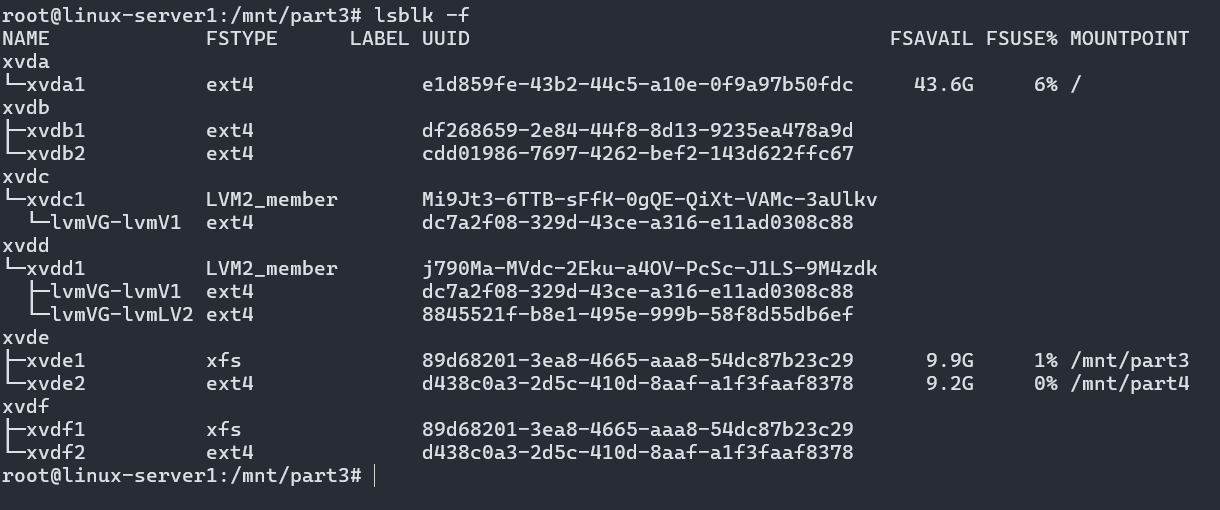 root@linux-server1:/mnt/part3# lsblk -f
NAME             FSTYPE      LABEL UUID                                   FSAVAIL FSUSE% MOUNTPOINT
xvda
└─xvda1          ext4              e1d859fe-43b2-44c5-a10e-0f9a97b50fdc     43.6G     6% /
xvdb
├─xvdb1          ext4              df268659-2e84-44f8-8d13-9235ea478a9d
└─xvdb2          ext4              cdd01986-7697-4262-bef2-143d622ffc67
xvdc
└─xvdc1          LVM2_member       Mi9Jt3-6TTB-sFfK-0gQE-QiXt-VAMc-3aUlkv
  └─lvmVG-lvmV1  ext4              dc7a2f08-329d-43ce-a316-e11ad0308c88
xvdd
└─xvdd1          LVM2_member       j790Ma-MVdc-2Eku-a4OV-PcSc-J1LS-9M4zdk
  ├─lvmVG-lvmV1  ext4              dc7a2f08-329d-43ce-a316-e11ad0308c88
  └─lvmVG-lvmLV2 ext4              8845521f-b8e1-495e-999b-58f8d55db6ef
xvde
├─xvde1          xfs               89d68201-3ea8-4665-aaa8-54dc87b23c29      9.9G     1% /mnt/part3
└─xvde2          ext4              d438c0a3-2d5c-410d-8aaf-a1f3faaf8378      9.2G     0% /mnt/part4
xvdf
├─xvdf1          xfs               89d68201-3ea8-4665-aaa8-54dc87b23c29
└─xvdf2          ext4              d438c0a3-2d5c-410d-8aaf-a1f3faaf8378
root@linux-server1:/mnt/part3#